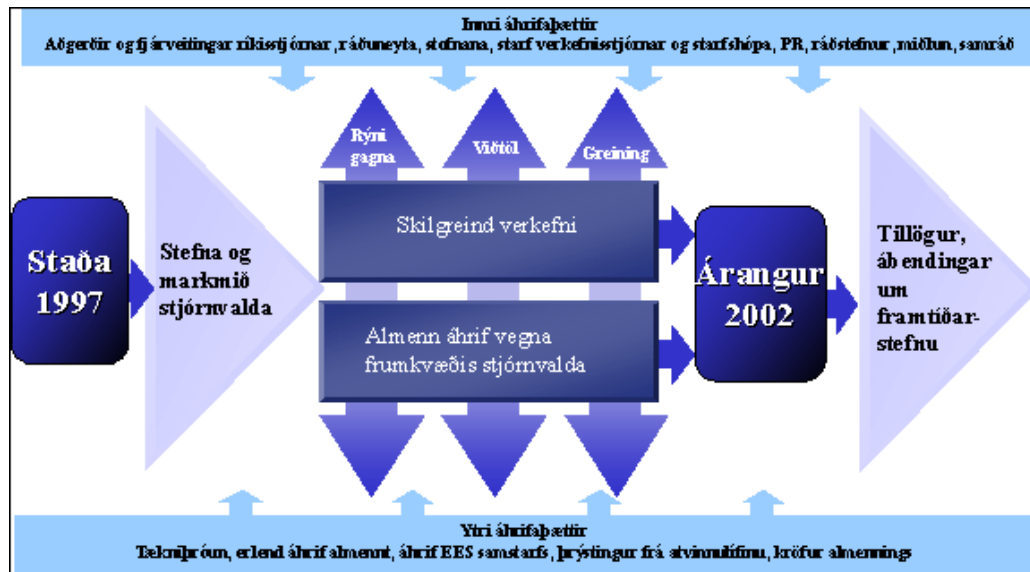 Innri áhrifaþættir
Aðgerðir og fjárveitingar ríkisstjórnar ,ráðuneyta, stofnana, starf verkefnisstjórnar og starfshópa, PR, ráðstefnur ,miðlun, samráð
Rýni
gagna
Viðtöl
Greining
Staða
1997
Stefna og
markmið
stjórnvalda
Skilgreind verkefni
Almenn áhrif vegna
frumkvæðis stjórnvalda
Árangur
2002
Tillögur,
ábendingar
um
framtíðar-
stefnu
Ytri áhrifaþættir
Tækniþróun, erlend áhrif almennt, áhrif EES samstarfs, þrýstingur frá atvinnulífinu, kröfur almennings